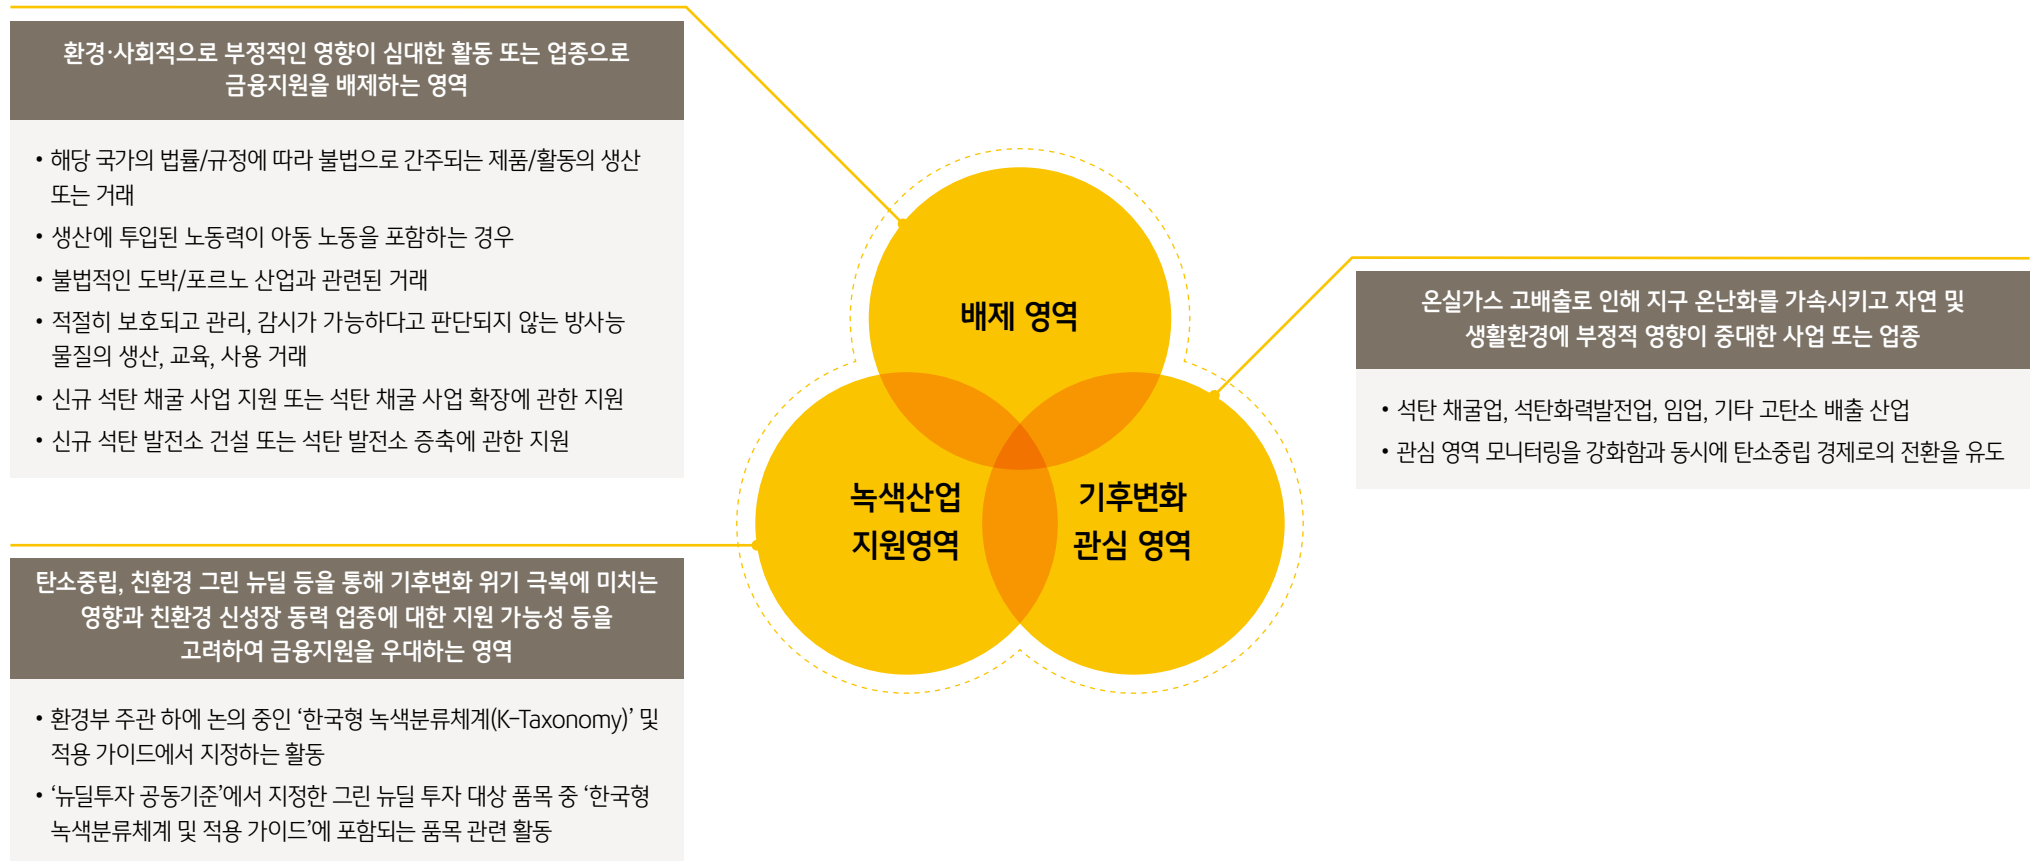 환경·사회적으로 부정적인 영향이 심대한 활동 또는 업종으로
금융지원을 배제하는 영역
• 해당 국가의 법률/규정에 따라 불법으로 간주되는 제품/활동의 생산
또는 거래
• 생산에 투입된 노동력이 아동 노동을 포함하는 경우
• 불법적인 도박/포르노 산업과 관련된 거래
• 적절히 보호되고 관리, 감시가 가능하다고 판단되지 않는 방사능
물질의 생산, 교육, 사용 거래
• 신규 석탄 채굴 사업 지원 또는 석탄 채굴 사업 확장에 관한 지원
• 신규 석탄 발전소 건설 또는 석탄 발전소 증축에 관한 지원
탄소중립, 친환경 그린 뉴딜 등을 통해 기후변화 위기 극복에 미치는
영향과 친환경 신성장 동력 업종에 대한 지원 가능성 등을
고려하여 금융지원을 우대하는 영역
• 환경부 주관 하에 논의 중인 ‘한국형 녹색분류체계(K-Taxonomy)’ 및
적용 가이드에서 지정하는 활동
• ‘뉴딜투자 공동기준’에서 지정한 그린 뉴딜 투자 대상 품목 중 ‘한국형
녹색분류체계 및 적용 가이드’에 포함되는 품목 관련 활동
배제 영역
녹색산업
지원영역
기후변화
관심 영역
온실가스 고배출로 인해 지구 온난화를 가속시키고 자연 및
생활환경에 부정적 영향이 중대한 사업 또는 업종
• 석탄 채굴업, 석탄화력발전업, 임업, 기타 고탄소 배출 산업
• 관심 영역 모니터링을 강화함과 동시에 탄소중립 경제로의 전환을 유도